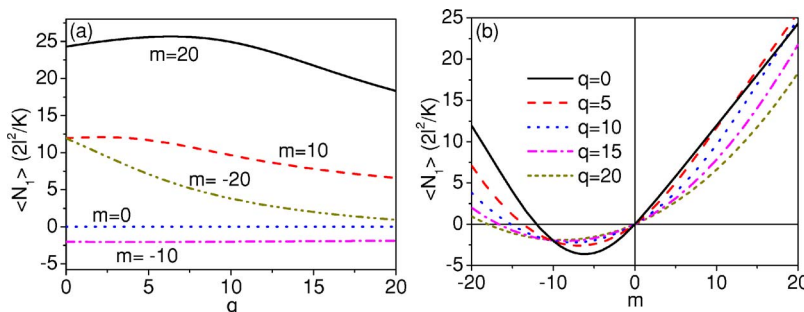 (a)
m=20
m=10
m= -20
m=0
m= -10
<N₁> (2l²/K)
25
20
15
10
5
0
-5
0 5 10 15 20
q
(b)
q=0
q=5
q=10
q=15
q=20
<N₁> (2l²/K)
25
20
15
10
5
0
-5
-20 -10 0 10 20
m